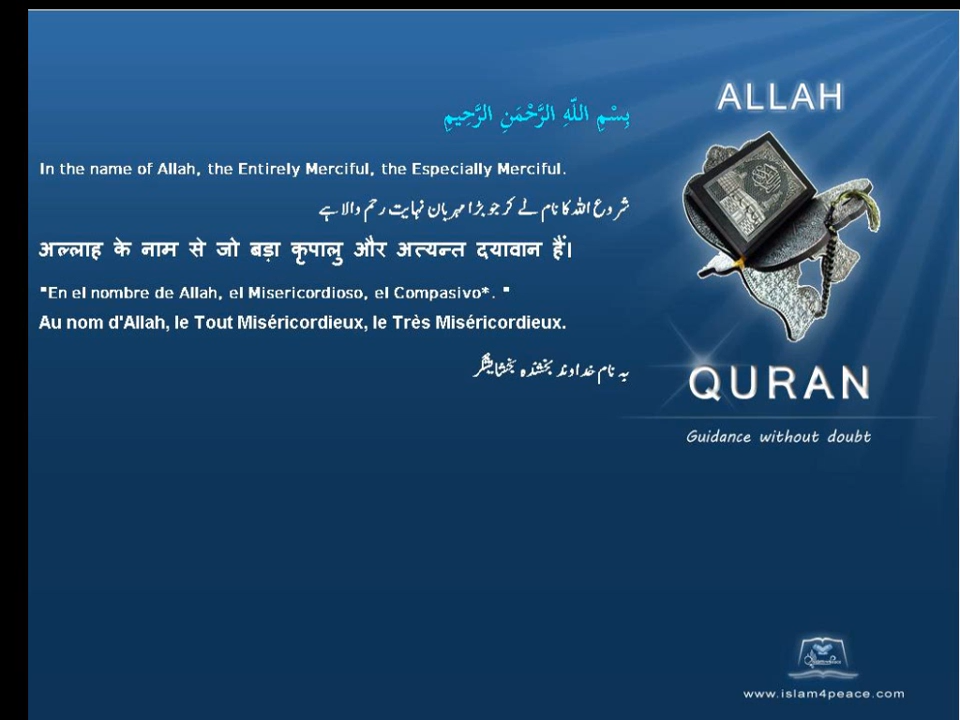 بِسْمِ اللَّهِ الرَّحْمَنِ الرَّحِيمِ
In the name of Allah, the Entirely Merciful, the Especially Merciful.
شروع الله کا نام لے کر جو بڑا مہربان نہایت رحم والا ہے
अल्लाह के नाम से जो बड़ा कृपालु और अत्यन्त दयावान हैं।
"En el nombre de Allah, el Misericordioso, el Compasivo*. "
Au nom d'Allah, le Tout Miséricordieux, le Très Miséricordieux.
به نام خداوند بخشنده بخشایشگر
ALLAH
QURAN
Guidance without doubt
www.islam4peace.com